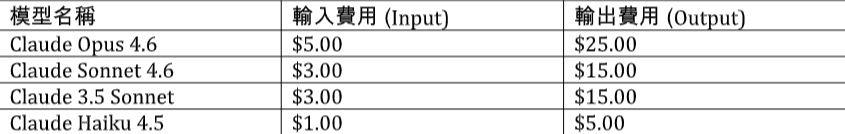 模型名稱 輸入費用 (Input) 輸出費用 (Output)
Claude Opus 4.6 $5.00 $25.00
Claude Sonnet 4.6 $3.00 $15.00
Claude 3.5 Sonnet $3.00 $15.00
Claude Haiku 4.5 $1.00 $5.00